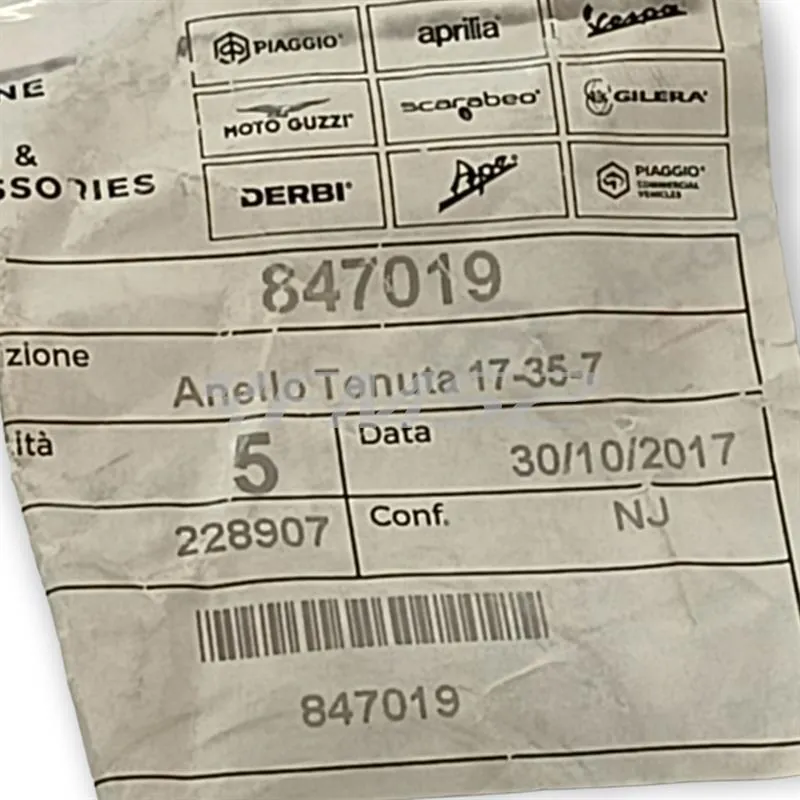 NE
&
SSORIES
PIAGGIO
aprilia
Vespa
MOTO GUZZI
scarabeo
GILERA
DERBI
Ape
PIAGGIO
COMMERCIAL
VEHICLES
847019
zione
Anello Tenuta 17-35-7
ità
5
Data
30/10/2017
228907
Conf.
NJ
847019